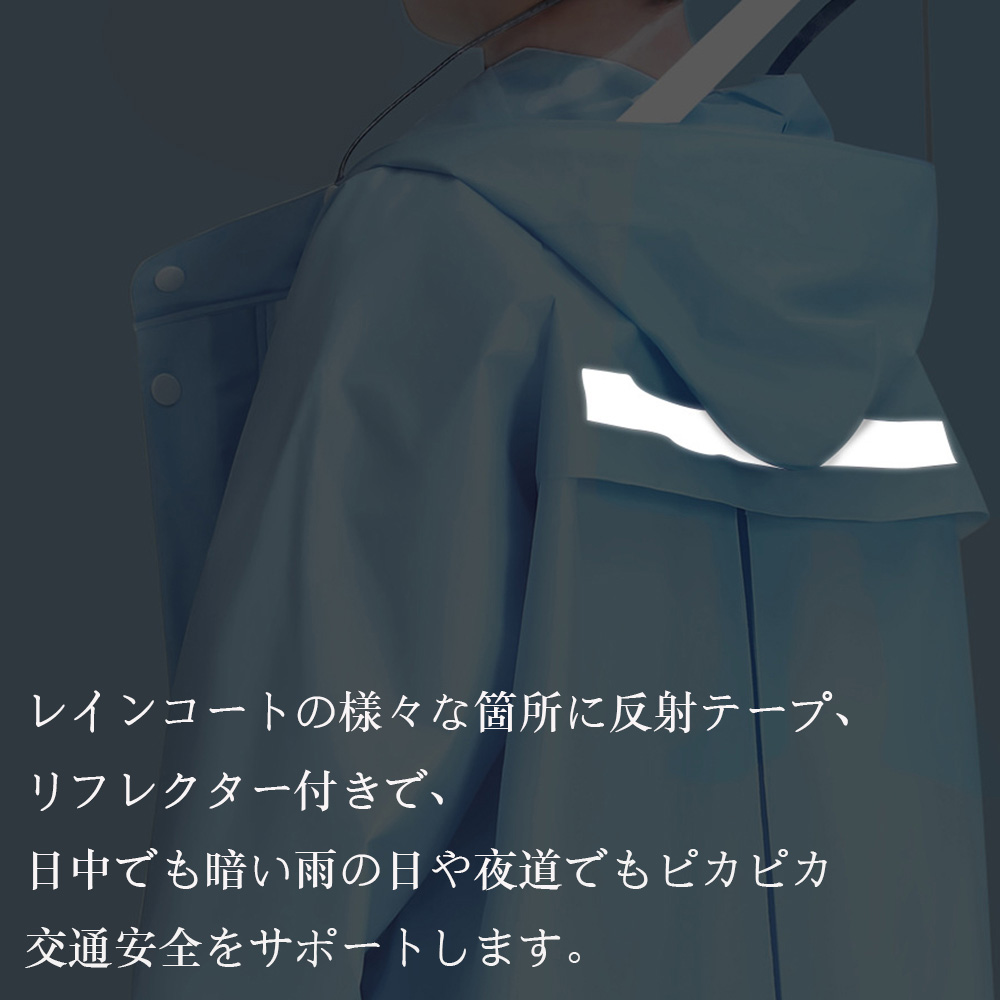 レインコートの様々な箇所に反射テープ、
リフレクター付きで、
日中でも暗い雨の日や夜道でもピカピカ
交通安全をサポートします。